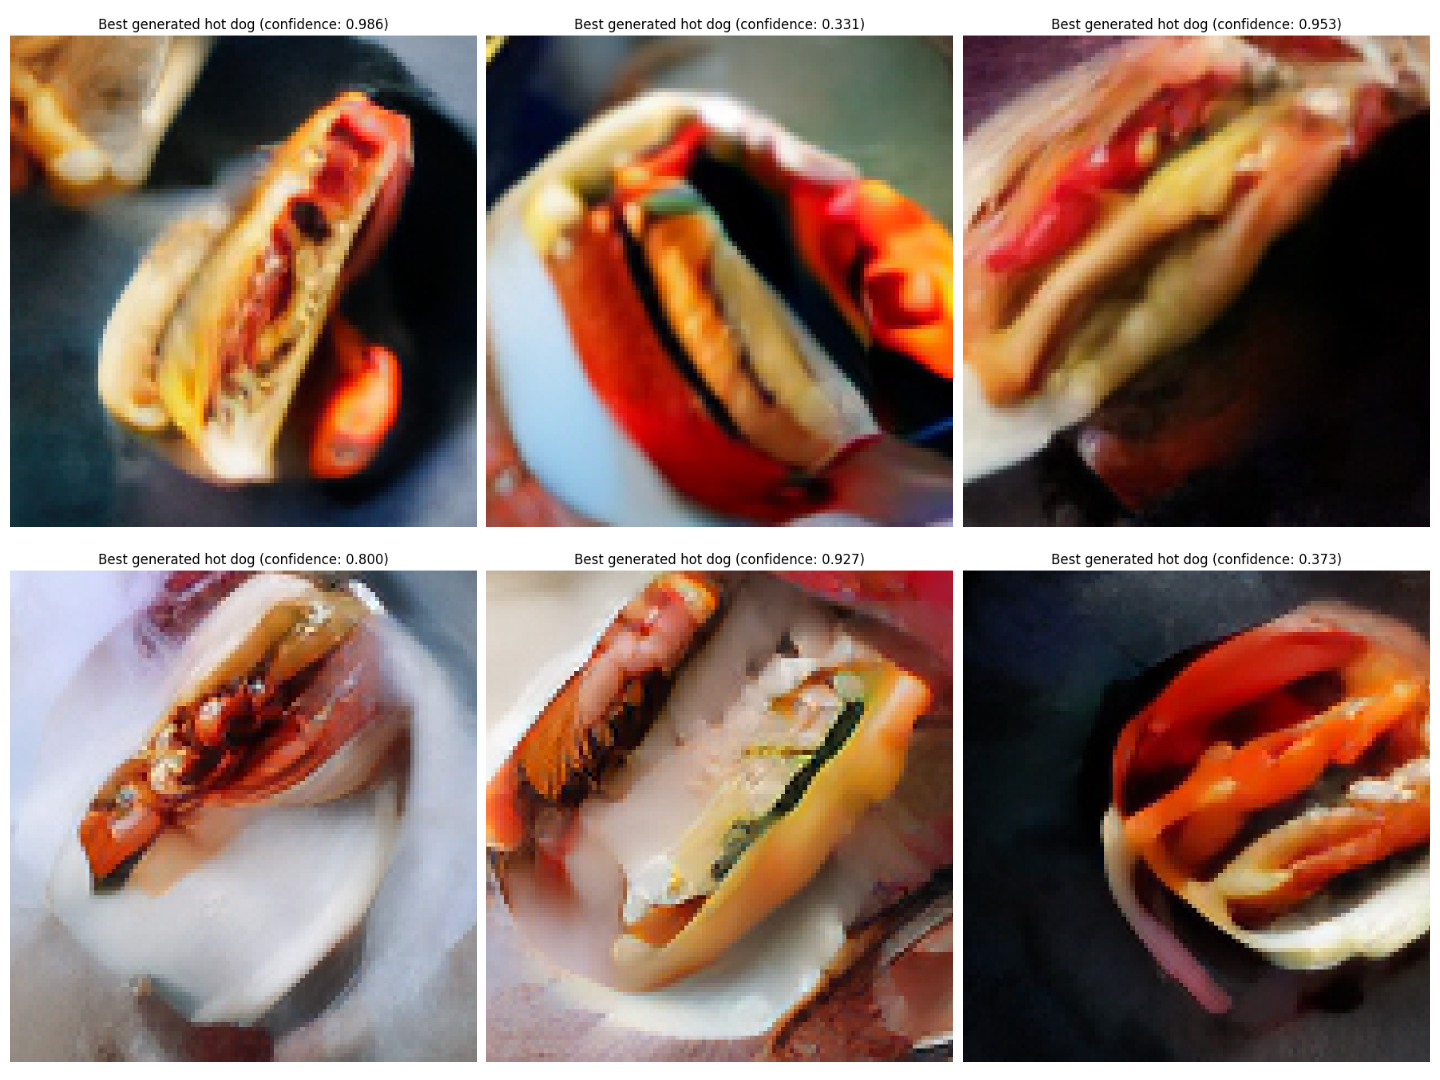 Best generated hot dog (confidence: 0.986)
Best generated hot dog (confidence: 0.331)
Best generated hot dog (confidence: 0.953)
Best generated hot dog (confidence: 0.800)
Best generated hot dog (confidence: 0.927)
Best generated hot dog (confidence: 0.373)